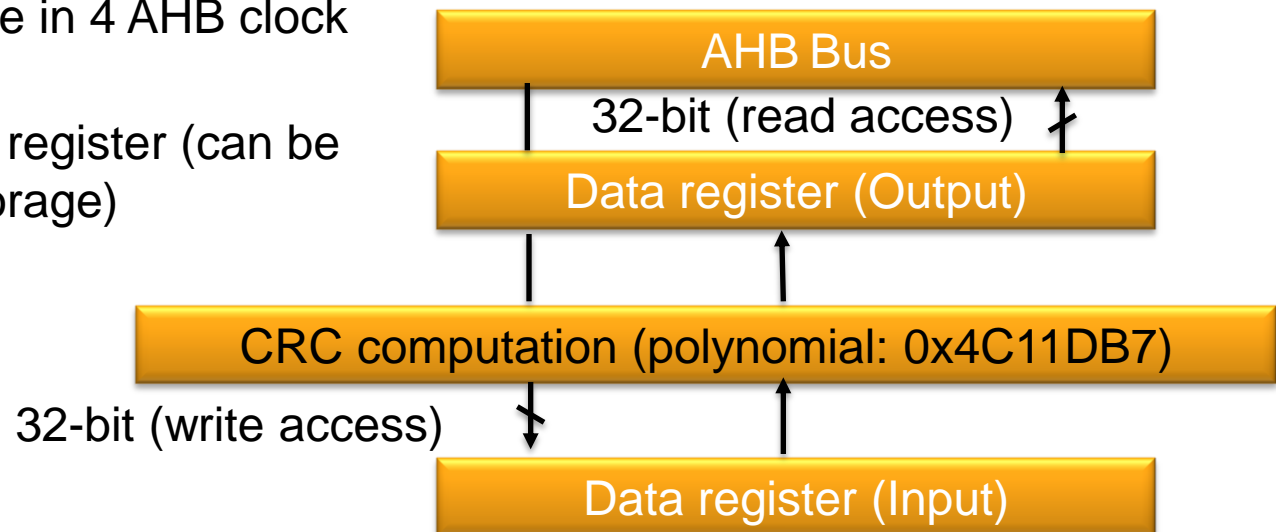 e in 4 AHB clock
AHB Bus
32-bit (read access)
register (can be
orage)
Data register (Output)
CRC computation (polynomial: 0x4C11DB7)
32-bit (write access)
Data register (Input)